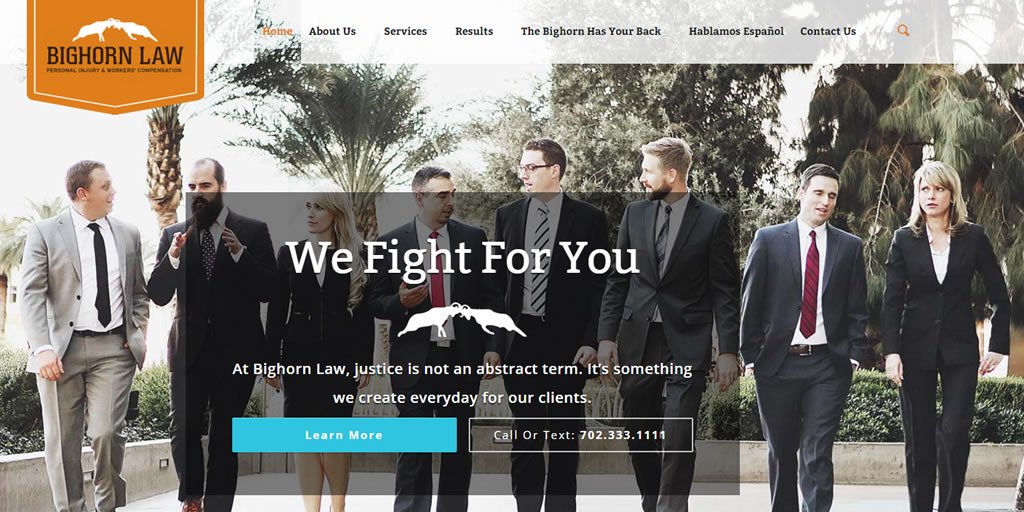 BIGHORN LAW
PERSONAL INJURY & WORKERS' COMPENSATION
Home About Us Services Results The Bighorn Has Your Back Hablamos Español Contact Us
We Fight For You
At Bighorn Law, justice is not an abstract term. It's something
we create everyday for our clients.
Learn More
Call Or Text: 702.333.1111